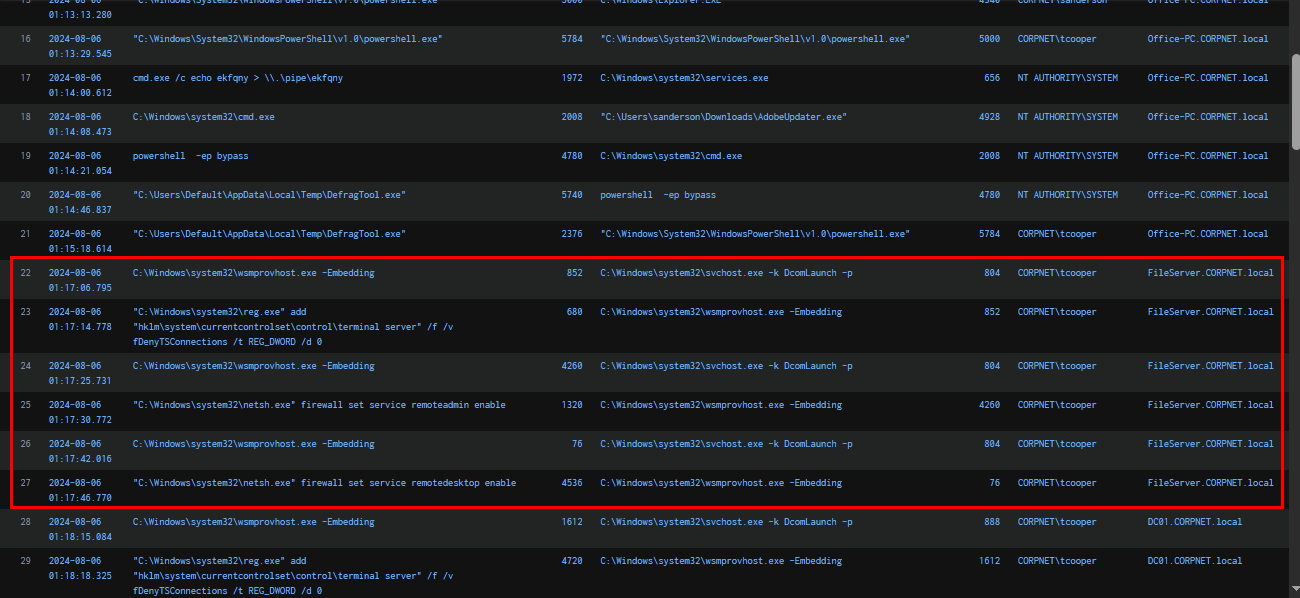 15 2024-08-06 "C:\Windows\System32\WindowsPowerShell\v1.0\powershell.exe" 5000 C:\Windows\Explorer.EXE 4340 CORPNET\sanderson Office-PC.CORPNET.local
01:13:13.280
16 2024-08-06 "C:\Windows\System32\WindowsPowerShell\v1.0\powershell.exe" 5784 "C:\Windows\System32\WindowsPowerShell\v1.0\powershell.exe" 5000 CORPNET\tcooper Office-PC.CORPNET.local
01:13:29.545
17 2024-08-06 cmd.exe /c echo ekfqny > \\.\pipe\ekfqny 1972 C:\Windows\system32\services.exe 656 NT AUTHORITY\SYSTEM Office-PC.CORPNET.local
01:14:00.612
18 2024-08-06 C:\Windows\system32\cmd.exe 2008 "C:\Users\sanderson\Downloads\AdobeUpdater.exe" 4928 NT AUTHORITY\SYSTEM Office-PC.CORPNET.local
01:14:08.473
19 2024-08-06 powershell  -ep bypass 4780 C:\Windows\system32\cmd.exe 2008 NT AUTHORITY\SYSTEM Office-PC.CORPNET.local
01:14:21.054
20 2024-08-06 "C:\Users\Default\AppData\Local\Temp\DefragTool.exe" 5740 powershell  -ep bypass 4780 NT AUTHORITY\SYSTEM Office-PC.CORPNET.local
01:14:46.837
21 2024-08-06 "C:\Users\Default\AppData\Local\Temp\DefragTool.exe" 2376 "C:\Windows\System32\WindowsPowerShell\v1.0\powershell.exe" 5784 CORPNET\tcooper Office-PC.CORPNET.local
01:15:18.614
22 2024-08-06 C:\Windows\system32\wsmprovhost.exe -Embedding 852 C:\Windows\system32\svchost.exe -k DcomLaunch -p 804 CORPNET\tcooper FileServer.CORPNET.local
01:17:06.795
23 2024-08-06 "C:\Windows\system32\reg.exe" add 680 C:\Windows\system32\wsmprovhost.exe -Embedding 852 CORPNET\tcooper FileServer.CORPNET.local
01:17:14.778 "hklm\system\currentcontrolset\control\terminal server" /f /v
fDenyTSConnections /t REG_DWORD /d 0
24 2024-08-06 C:\Windows\system32\wsmprovhost.exe -Embedding 4260 C:\Windows\system32\svchost.exe -k DcomLaunch -p 804 CORPNET\tcooper FileServer.CORPNET.local
01:17:25.731
25 2024-08-06 "C:\Windows\system32\netsh.exe" firewall set service remoteadmin enable 1320 C:\Windows\system32\wsmprovhost.exe -Embedding 4260 CORPNET\tcooper FileServer.CORPNET.local
01:17:30.772
26 2024-08-06 C:\Windows\system32\wsmprovhost.exe -Embedding 76 C:\Windows\system32\svchost.exe -k DcomLaunch -p 804 CORPNET\tcooper FileServer.CORPNET.local
01:17:42.016
27 2024-08-06 "C:\Windows\system32\netsh.exe" firewall set service remotedesktop enable 4536 C:\Windows\system32\wsmprovhost.exe -Embedding 76 CORPNET\tcooper FileServer.CORPNET.local
01:17:46.770
28 2024-08-06 C:\Windows\system32\wsmprovhost.exe -Embedding 1612 C:\Windows\system32\svchost.exe -k DcomLaunch -p 888 CORPNET\tcooper DC01.CORPNET.local
01:18:15.084
29 2024-08-06 "C:\Windows\system32\reg.exe" add 4720 C:\Windows\system32\wsmprovhost.exe -Embedding 1612 CORPNET\tcooper DC01.CORPNET.local
01:18:18.325 "hklm\system\currentcontrolset\control\terminal server" /f /v
fDenyTSConnections /t REG_DWORD /d 0